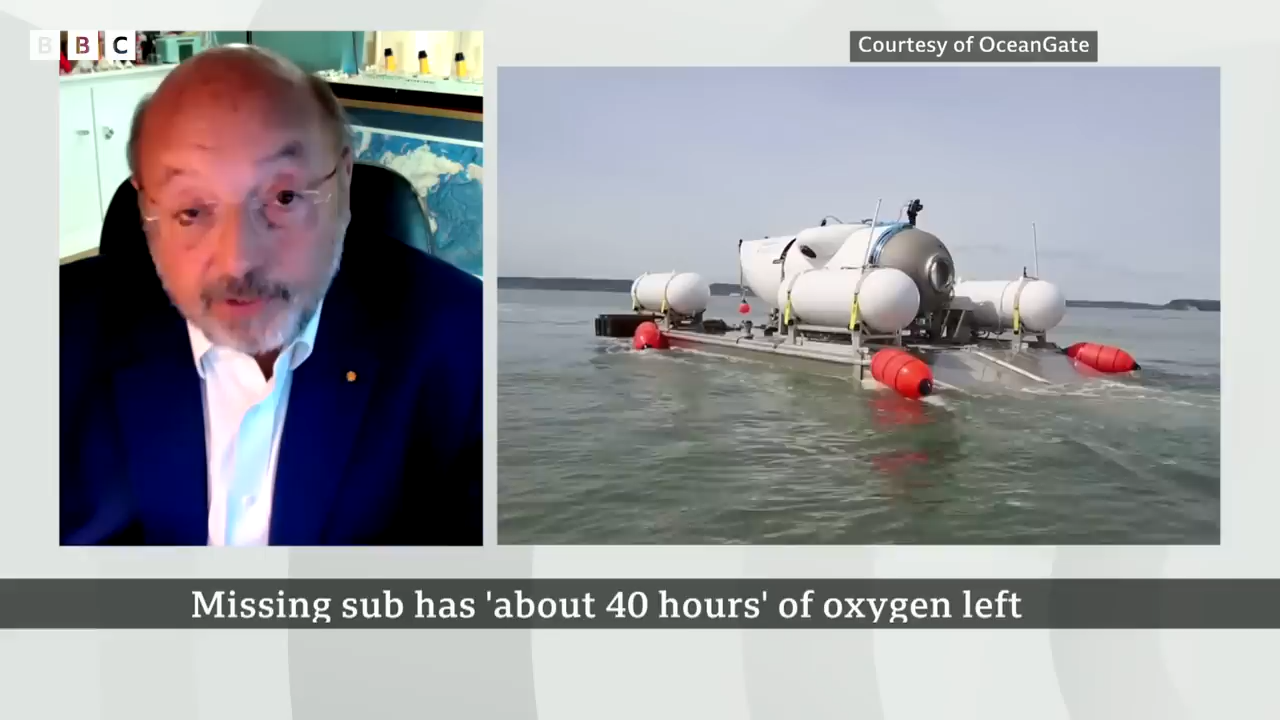 BBC
Courtesy of OceanGate
Missing sub has 'about 40 hours' of oxygen left